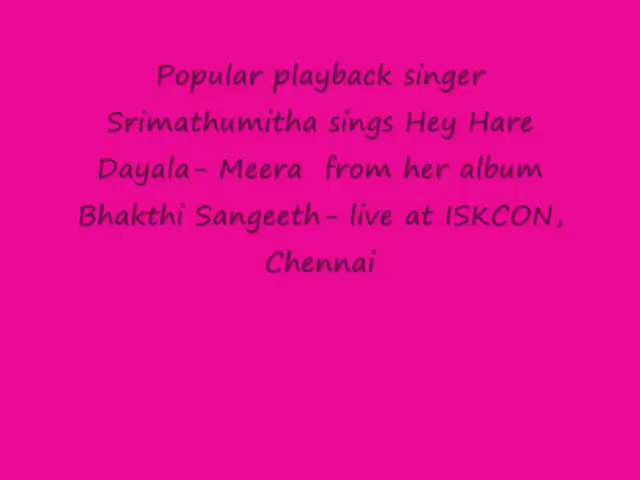 Popular playback singer
Srimathumitha sings Hey Hare
Dayala- Meera  from her album
Bhakthi Sangeeth- live at ISKCON,
Chennai